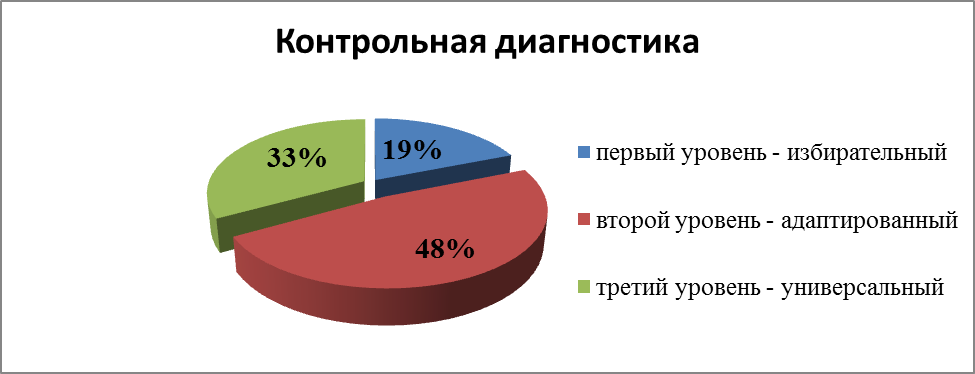 Контрольная диагностика
33%
19%
48%
первый уровень - избирательный
второй уровень - адаптированный
третий уровень - универсальный